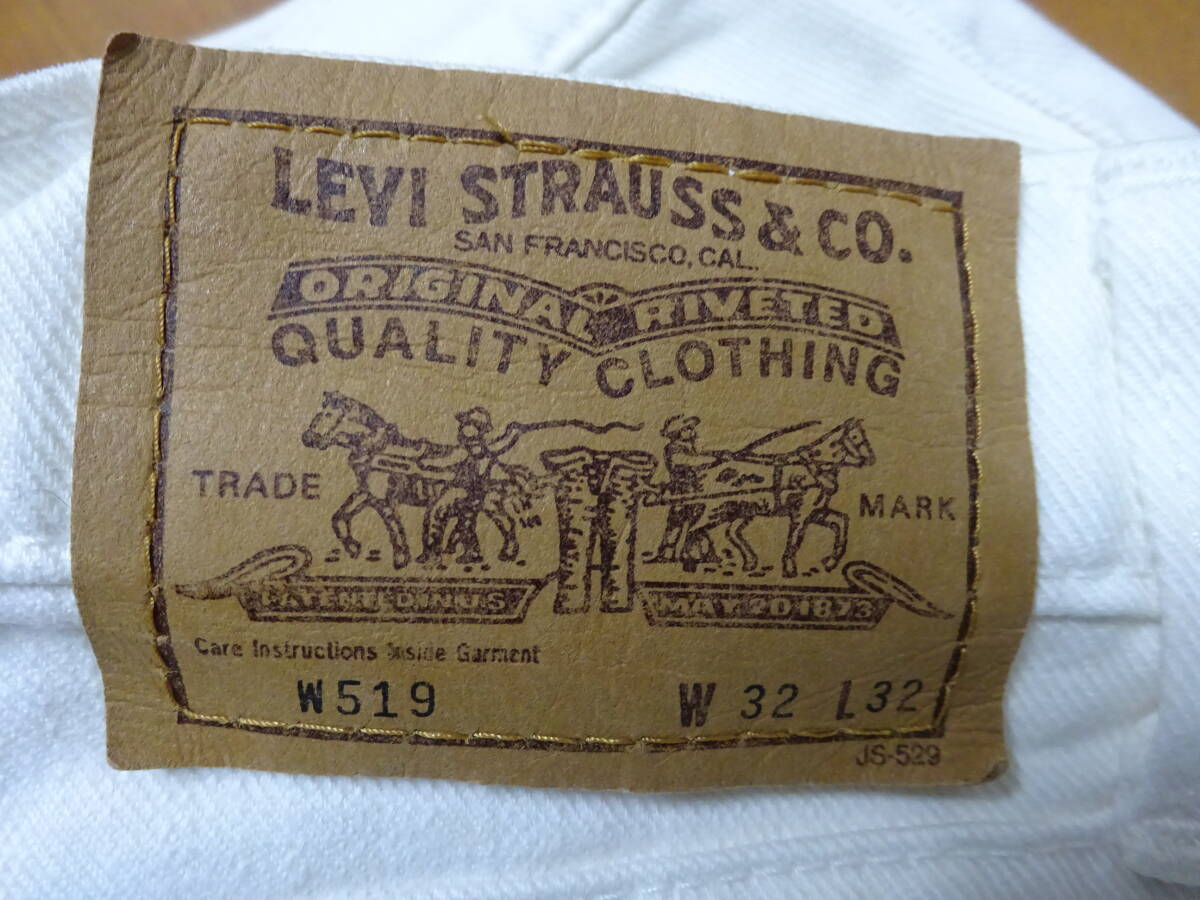 LEVI STRAUSS & CO.
SAN FRANCISCO, CAL.
ORIGINAL RIVETED
QUALITY CLOTHING
TRADE MARK
PATENTED IN U.S.
MAY 20 1873
Care Instructions Inside Garment
W519 W 32 L 32
JS-529